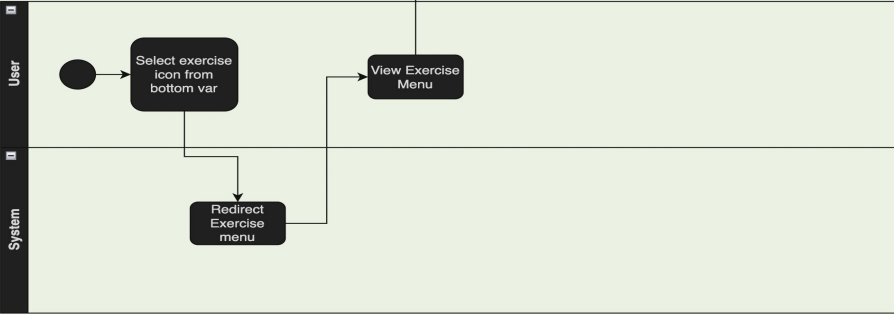 User
Select exercise
icon from
bottom var
View Exercise
Menu
System
Redirect
Exercise
menu